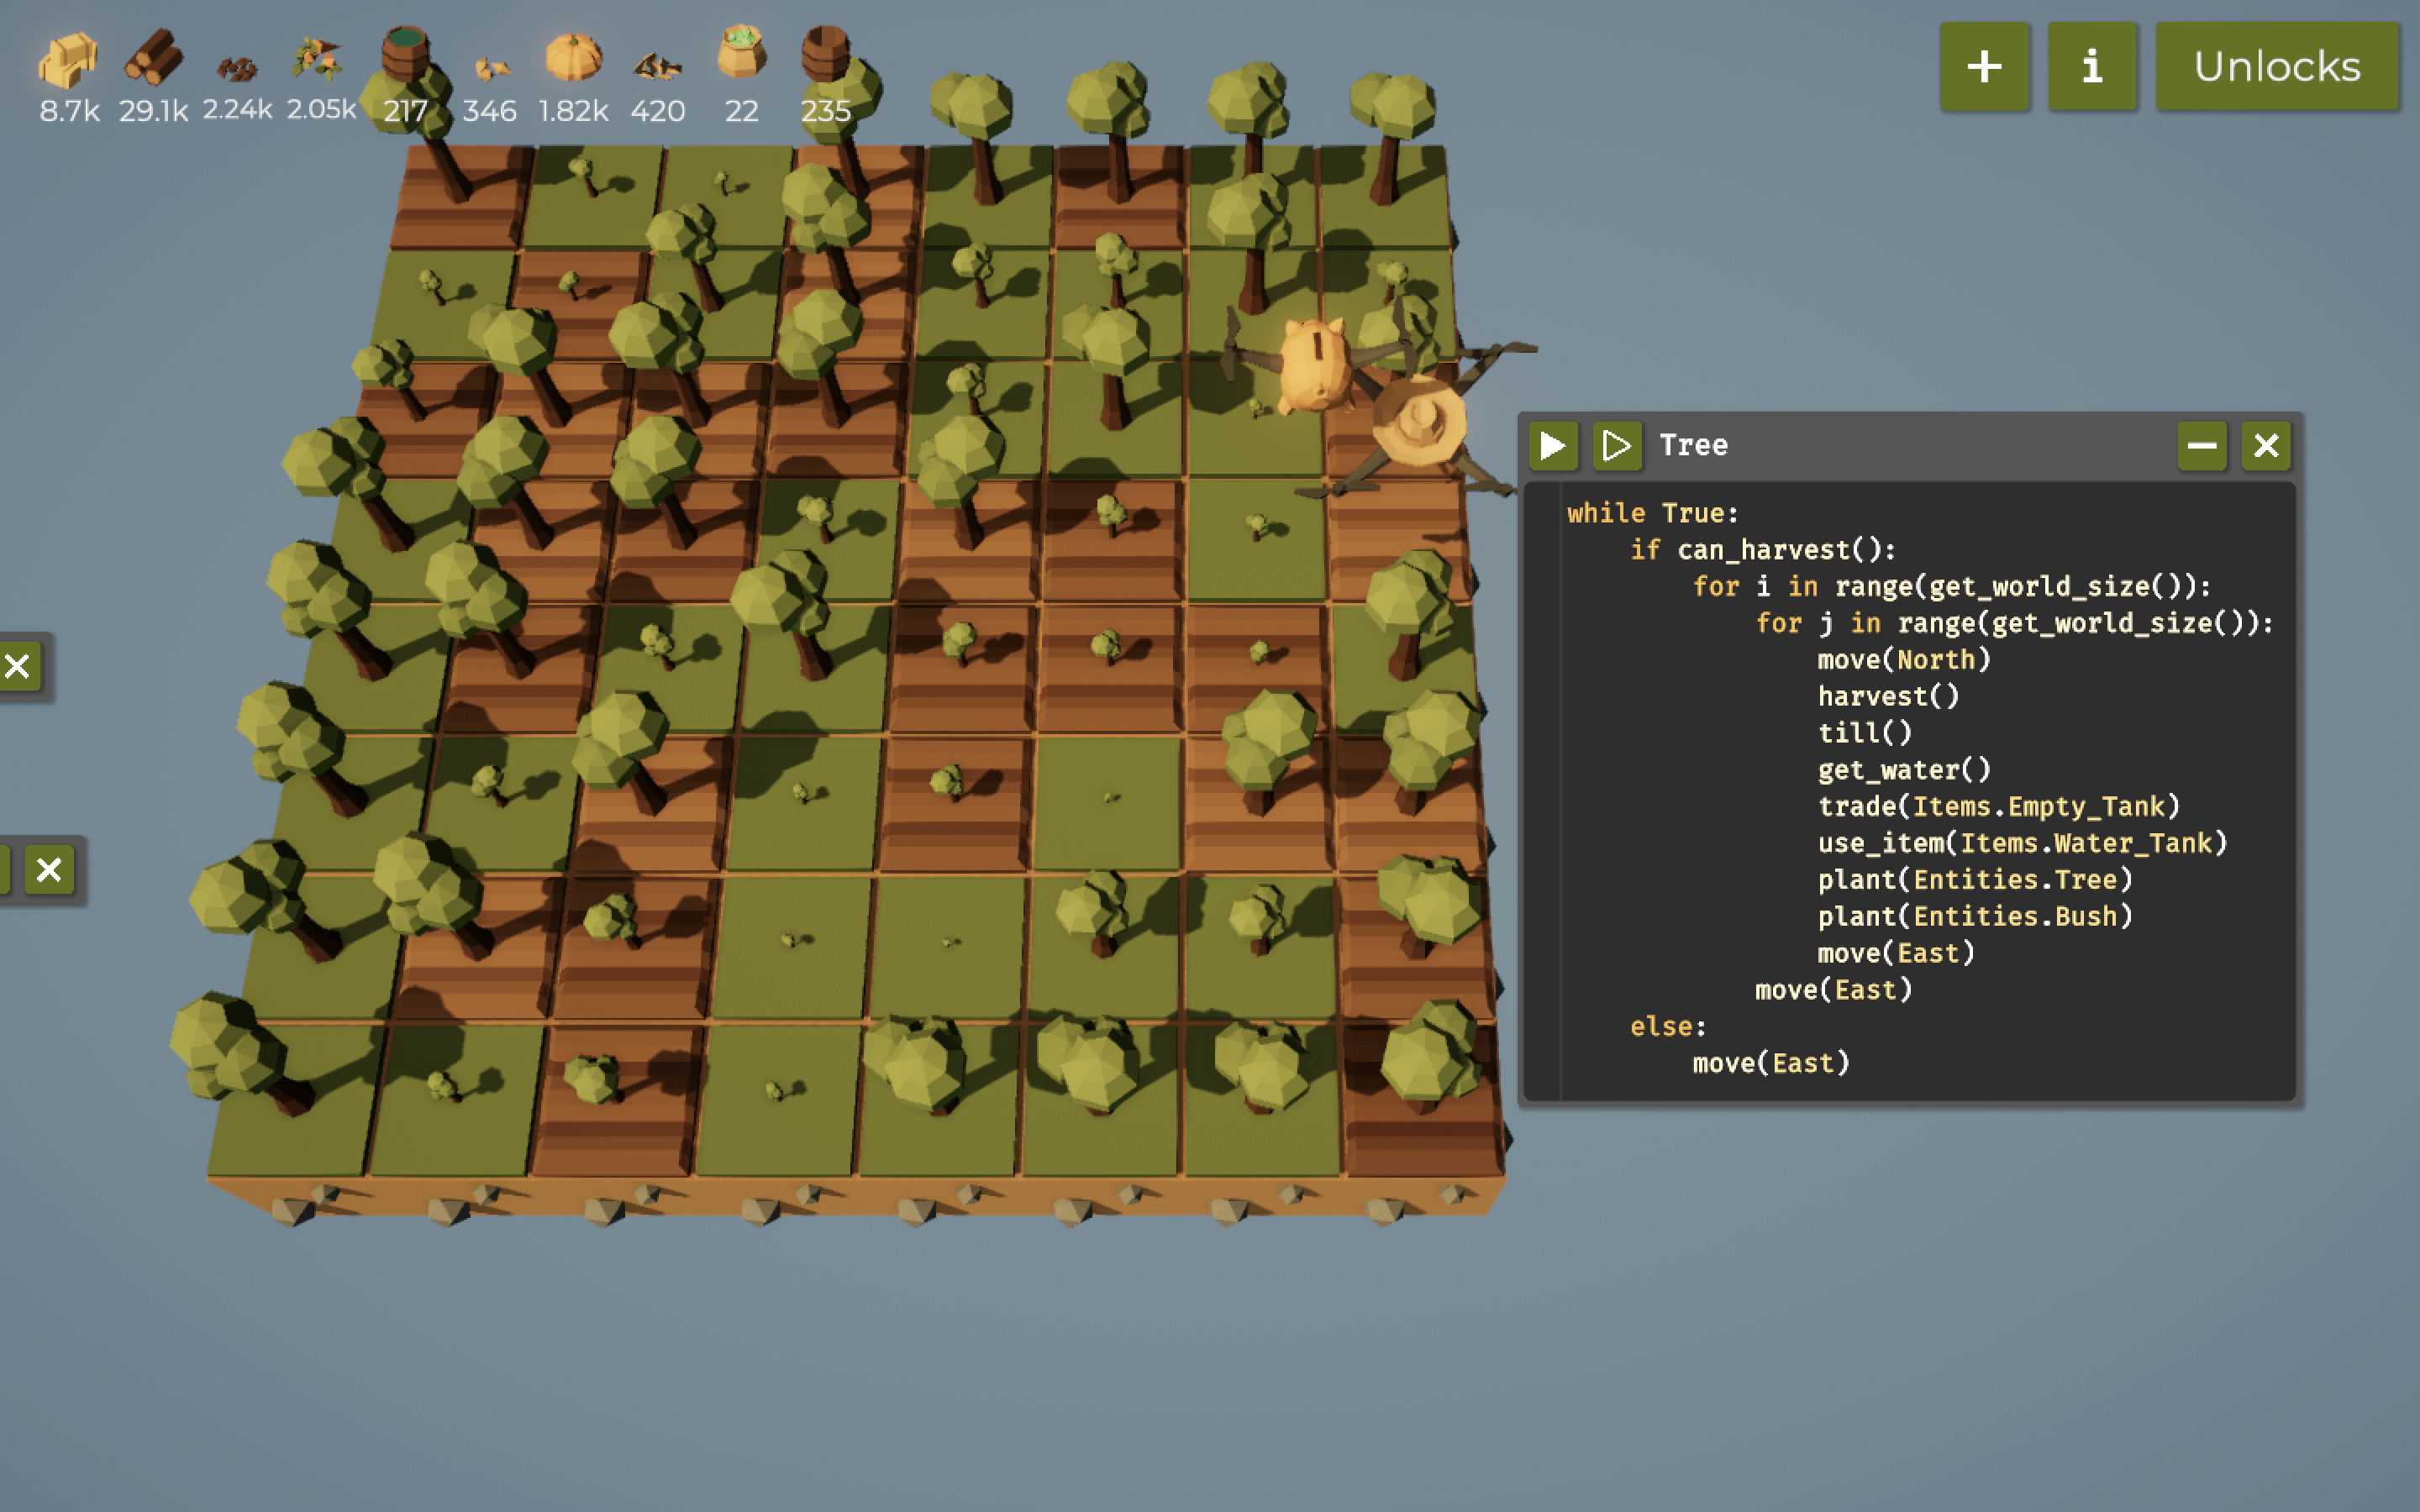 8.7k 29.1k 2.24k 2.05k 217 346 1.82k 420 22 235
+ i Unlocks
Tree
while True:
    if can_harvest():
        for i in range(get_world_size()):
            for j in range(get_world_size()):
                move(North)
                harvest()
                till()
                get_water()
                trade(Items.Empty_Tank)
                use_item(Items.Water_Tank)
                plant(Entities.Tree)
                plant(Entities.Bush)
                move(East)
            move(East)
    else:
        move(East)